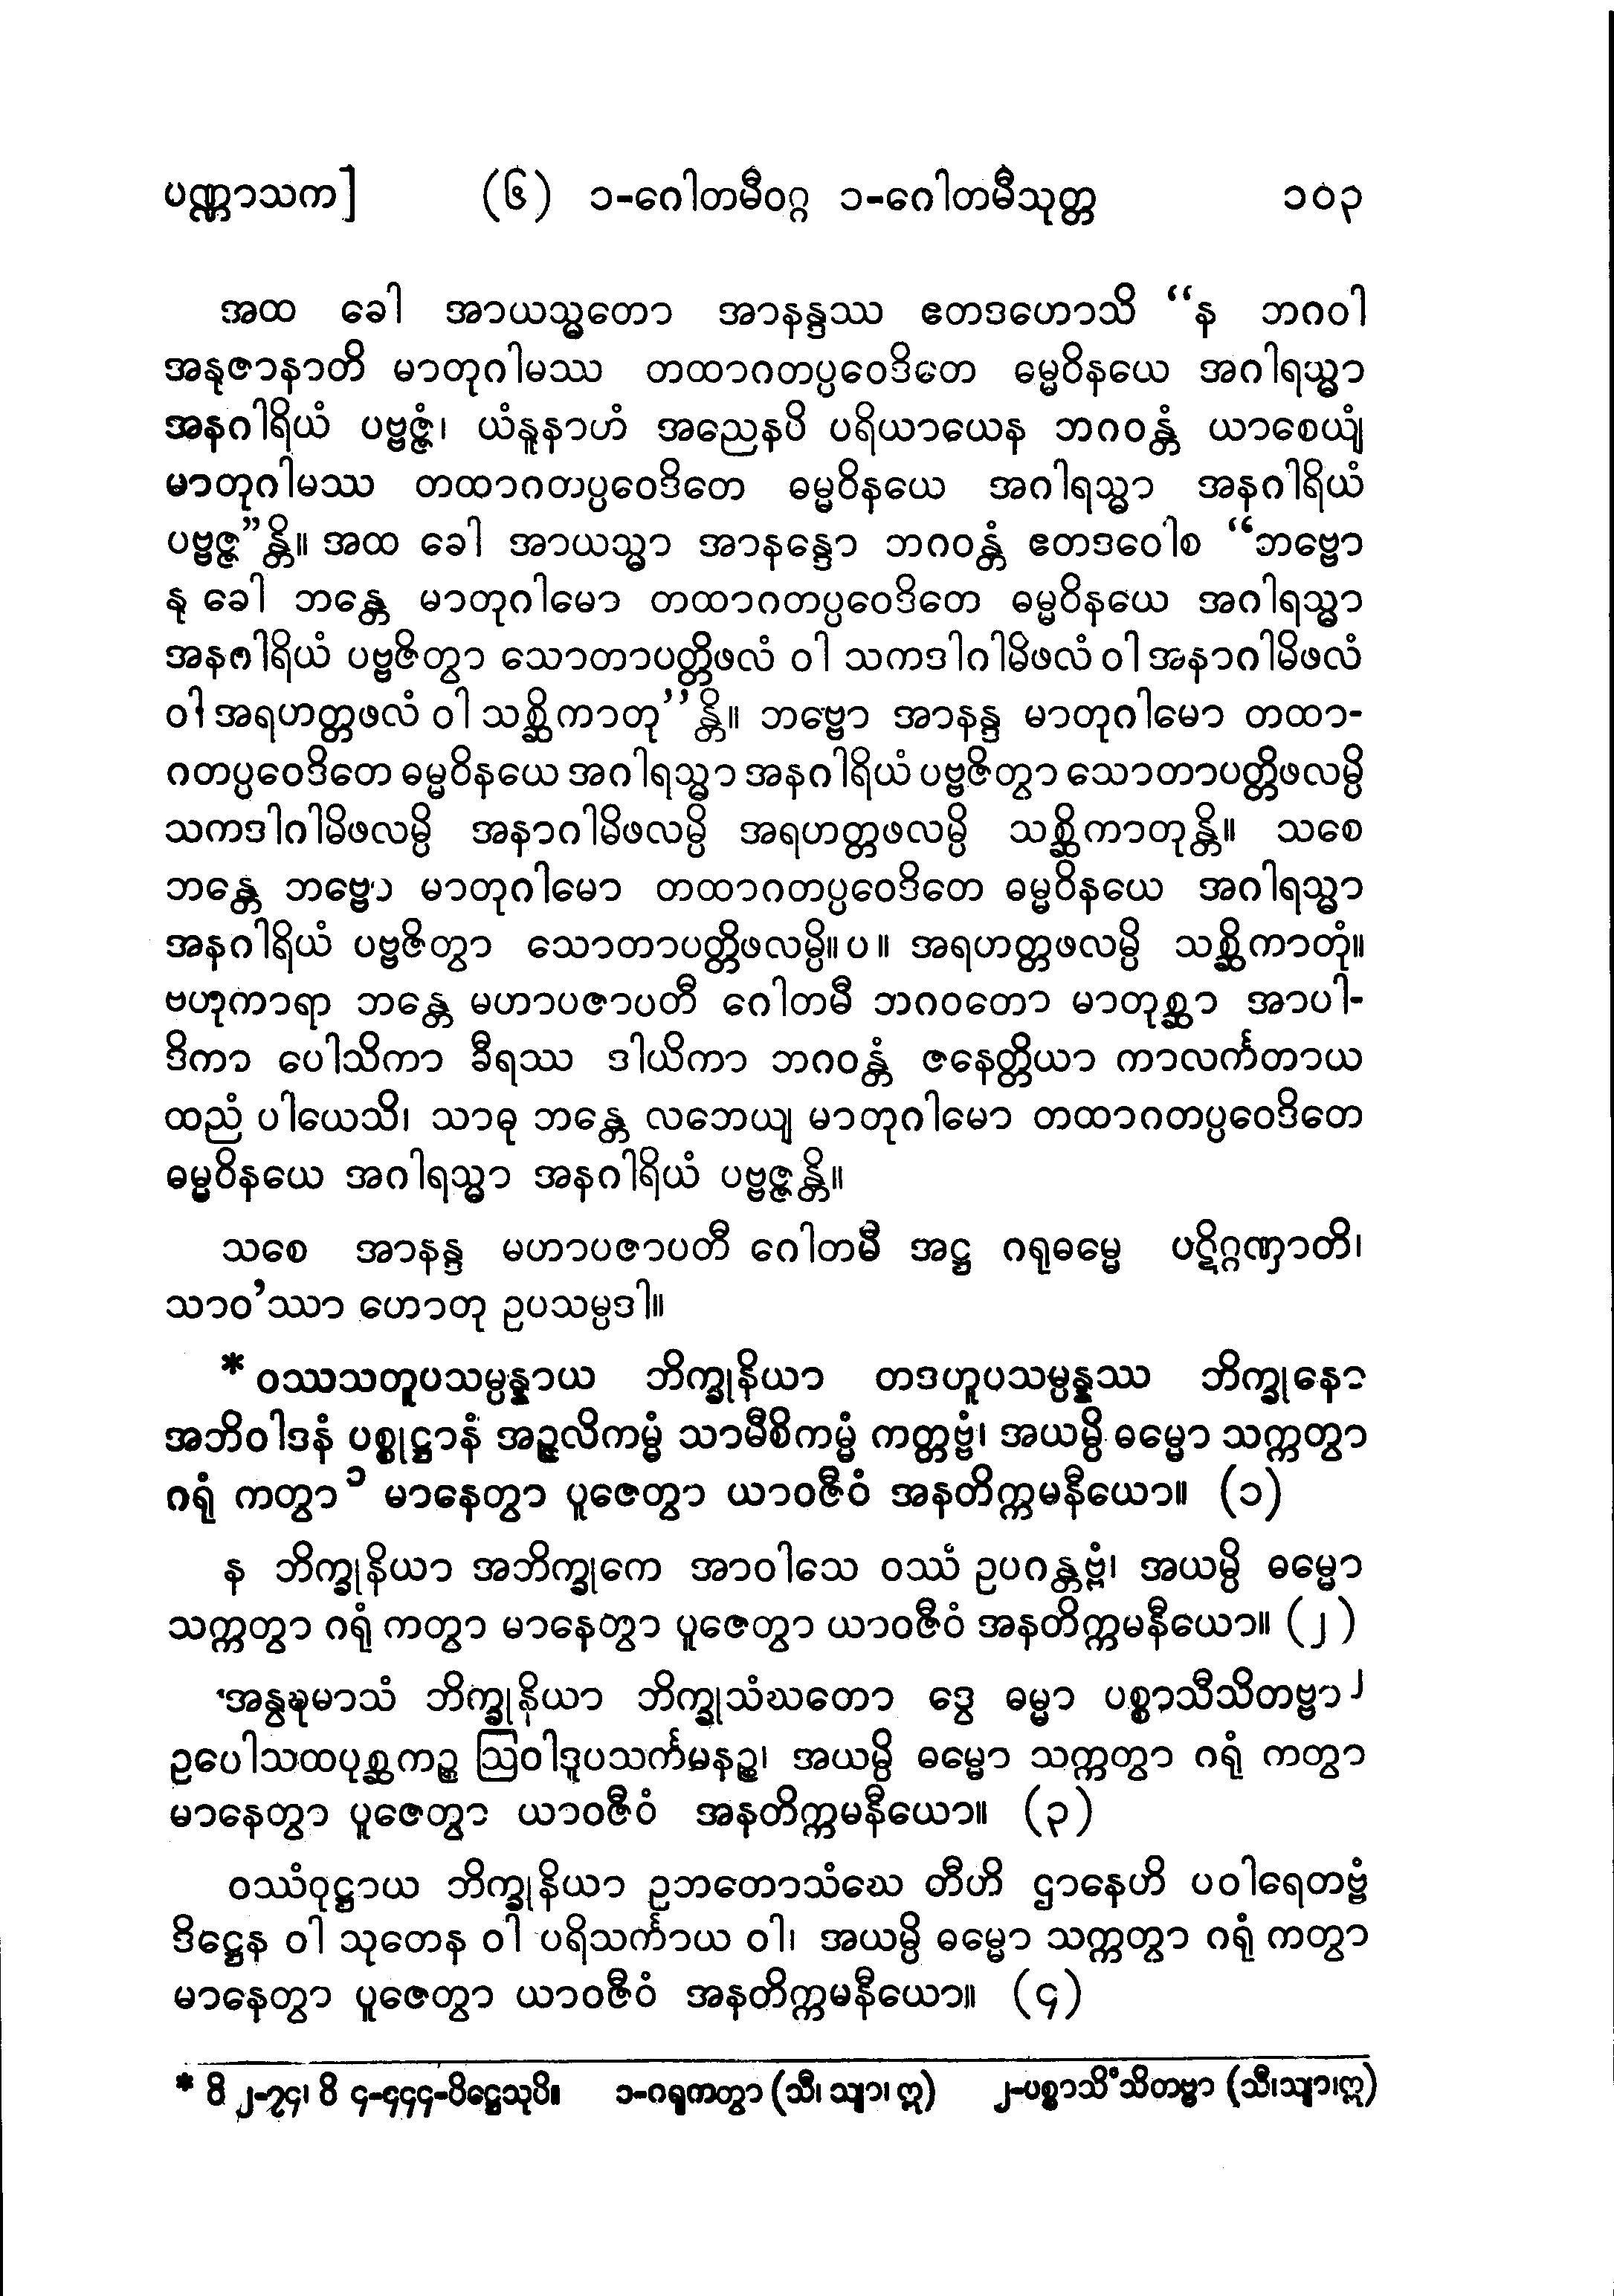 ပဏ္ဏာသက] (၆) ၁-ဂေါတမီဝဂ္ဂ ၁-ဂေါတမီသုတ္တ ၁၀၃
အထ ခေါ အာယသ္မတော အာနန္ဒဿ ဧတဒဟောသိ “န ဘဂဝါ
အနုဇာနာတိ မာတုဂါမဿ တထာဂတပ္ပဝေဒိတေ ဓမ္မဝိနယေ အဂါရသ္မာ
အနဂါရိယံ ပဗ္ဗဇ္ဇံ၊ ယံနူနာဟံ အညေနပိ ပရိယာယေန ဘဂဝန္တံ ယာစေယျံ
မာတုဂါမဿ တထာဂတပ္ပဝေဒိတေ ဓမ္မဝိနယေ အဂါရသ္မာ အနဂါရိယံ
ပဗ္ဗဇ္ဇ”န္တိ။ အထ ခေါ အာယသ္မာ အာနန္ဒော ဘဂဝန္တံ ဧတဒဝေါစ “ဘဗ္ဗော
နု ခေါ ဘန္တေ မာတုဂါမော တထာဂတပ္ပဝေဒိတေ ဓမ္မဝိနယေ အဂါရသ္မာ
အနဂါရိယံ ပဗ္ဗဇိတွာ သောတာပတ္တိဖလံ ဝါ သကဒါဂါမိဖလံ ဝါ အနာဂါမိဖလံ
ဝါ အရဟတ္တဖလံ ဝါ သစ္ဆိကာတု”န္တိ။ ဘဗ္ဗော အာနန္ဒ မာတုဂါမော တထာ-
ဂတပ္ပဝေဒိတေ ဓမ္မဝိနယေ အဂါရသ္မာ အနဂါရိယံ ပဗ္ဗဇိတွာ သောတာပတ္တိဖလမ္ပိ
သကဒါဂါမိဖလမ္ပိ အနာဂါမိဖလမ္ပိ အရဟတ္တဖလမ္ပိ သစ္ဆိကာတုန္တိ။ သစေ
ဘန္တေ ဘဗ္ဗော မာတုဂါမော တထာဂတပ္ပဝေဒိတေ ဓမ္မဝိနယေ အဂါရသ္မာ
အနဂါရိယံ ပဗ္ဗဇိတွာ သောတာပတ္တိဖလမ္ပိ။ ပ ။ အရဟတ္တဖလမ္ပိ သစ္ဆိကာတုံ။
ဗဟုကာရာ ဘန္တေ မဟာပဇာပတီ ဂေါတမီ ဘဂဝတော မာတုစ္ဆာ အာပါ-
ဒိကာ ပေါသိကာ ခီရဿ ဒါယိကာ ဘဂဝန္တံ ဇနေတ္တိယာ ကာလင်္ကတာယ
ထညံ ပါယေသိ၊ သာဓု ဘန္တေ လဘေယျ မာတုဂါမော တထာဂတပ္ပဝေဒိတေ
ဓမ္မဝိနယေ အဂါရသ္မာ အနဂါရိယံ ပဗ္ဗဇ္ဇန္တိ။
သစေ အာနန္ဒ မဟာပဇာပတီ ဂေါတမီ အဋ္ဌ ဂရုဓမ္မေ ပဋိဂ္ဂဏှာတိ၊
သာဝ’ဿာ ဟောတု ဥပသမ္ပဒါ။
* ဝဿသတူပသမ္ပန္နာယ ဘိက္ခုနိယာ တဒဟူပသမ္ပန္နဿ ဘိက္ခုနော
အဘိဝါဒနံ ပစ္စုဋ္ဌာနံ အဉ္ဇလိကမ္မံ သာမီစိကမ္မံ ကတ္တဗ္ဗံ၊ အယမ္ပိ ဓမ္မော သက္ကတွာ
ဂရုံ ကတွာ ၁ မာနေတွာ ပူဇေတွာ ယာဝဇီဝံ အနတိက္ကမနီယော။ (၁)
န ဘိက္ခုနိယာ အဘိက္ခုကေ အာဝါသေ ဝဿံ ဥပဂန္တဗ္ဗံ၊ အယမ္ပိ ဓမ္မော
သက္ကတွာ ဂရုံ ကတွာ မာနေတွာ ပူဇေတွာ ယာဝဇီဝံ အနတိက္ကမနီယော။ (၂)
အနွဍ္ဎမာသံ ဘိက္ခုနိယာ ဘိက္ခုသံဃတော ဒွေ ဓမ္မာ ပစ္စာသီသိတဗ္ဗာ ၂
ဥပေါသထပုစ္ဆကဉ္စ ဩဝါဒူပသင်္ကမနဉ္စ၊ အယမ္ပိ ဓမ္မော သက္ကတွာ ဂရုံ ကတွာ
မာနေတွာ ပူဇေတွာ ယာဝဇီဝံ အနတိက္ကမနီယော။ (၃)
ဝဿံဝုဋ္ဌာယ ဘိက္ခုနိယာ ဥဘတောသံဃေ တီဟိ ဌာနေဟိ ပဝါရေတဗ္ဗံ
ဒိဋ္ဌေန ဝါ သုတေန ဝါ ပရိသင်္ကာယ ဝါ၊ အယမ္ပိ ဓမ္မော သက္ကတွာ ဂရုံ ကတွာ
မာနေတွာ ပူဇေတွာ ယာဝဇီဝံ အနတိက္ကမနီယော။ (၄)
* ဝိ ၂-၇၄၊ ဝိ ၄-၄၄၄-ပိဋ္ဌေသုပိ။ ၁-ဂရုကတွာ (သီ၊ သျာ၊ ဣ) ၂-ပစ္စာသိံသိတဗ္ဗာ (သီ၊သျာ၊ဣ)